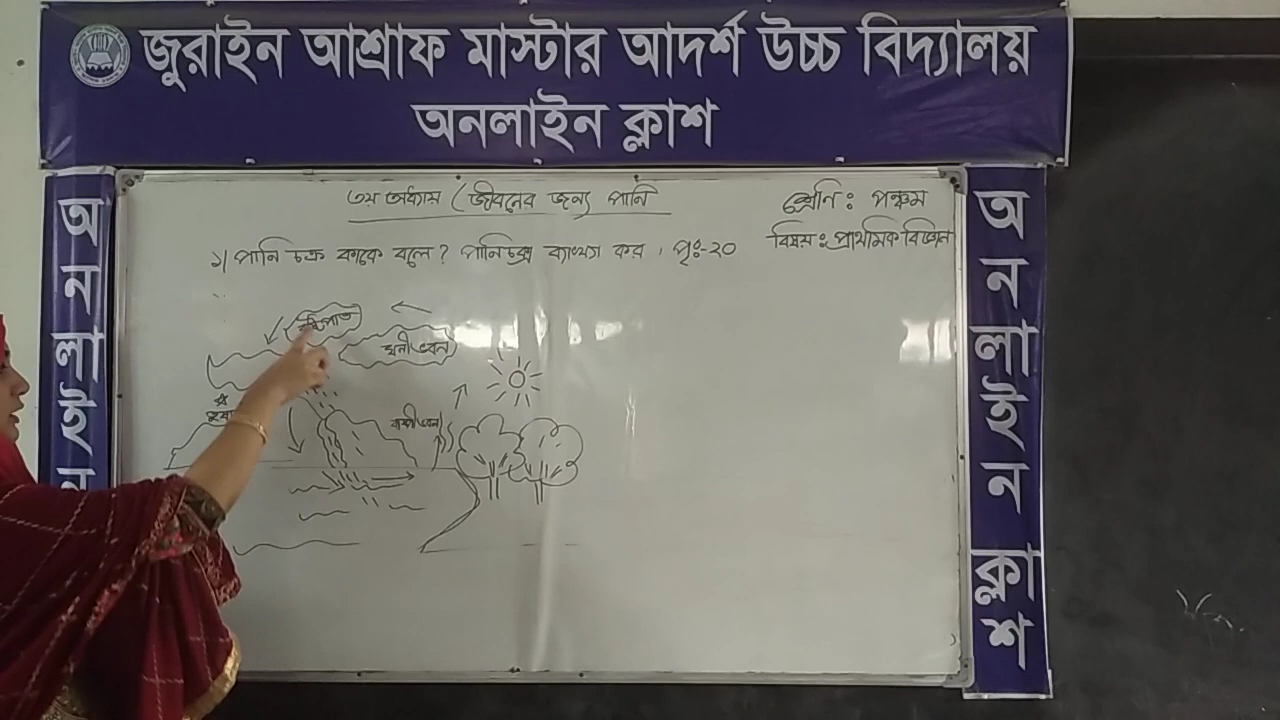 জুরাইন আশ্রাফ মাস্টার আদর্শ উচ্চ বিদ্যালয়
অনলাইন ক্লাশ
৩য় অধ্যায় (জীবনের জন্য পানি
শ্রেণি: পঞ্চম
বিষয়: প্রাথমিক বিজ্ঞান
১) পানি চক্র কাকে বলে? পানিচক্র ব্যাখ্যা কর। পৃঃ-২০
ঘনীভবন
বাষ্পীভবন
অনলাইন
অনলাইন ক্লাশ